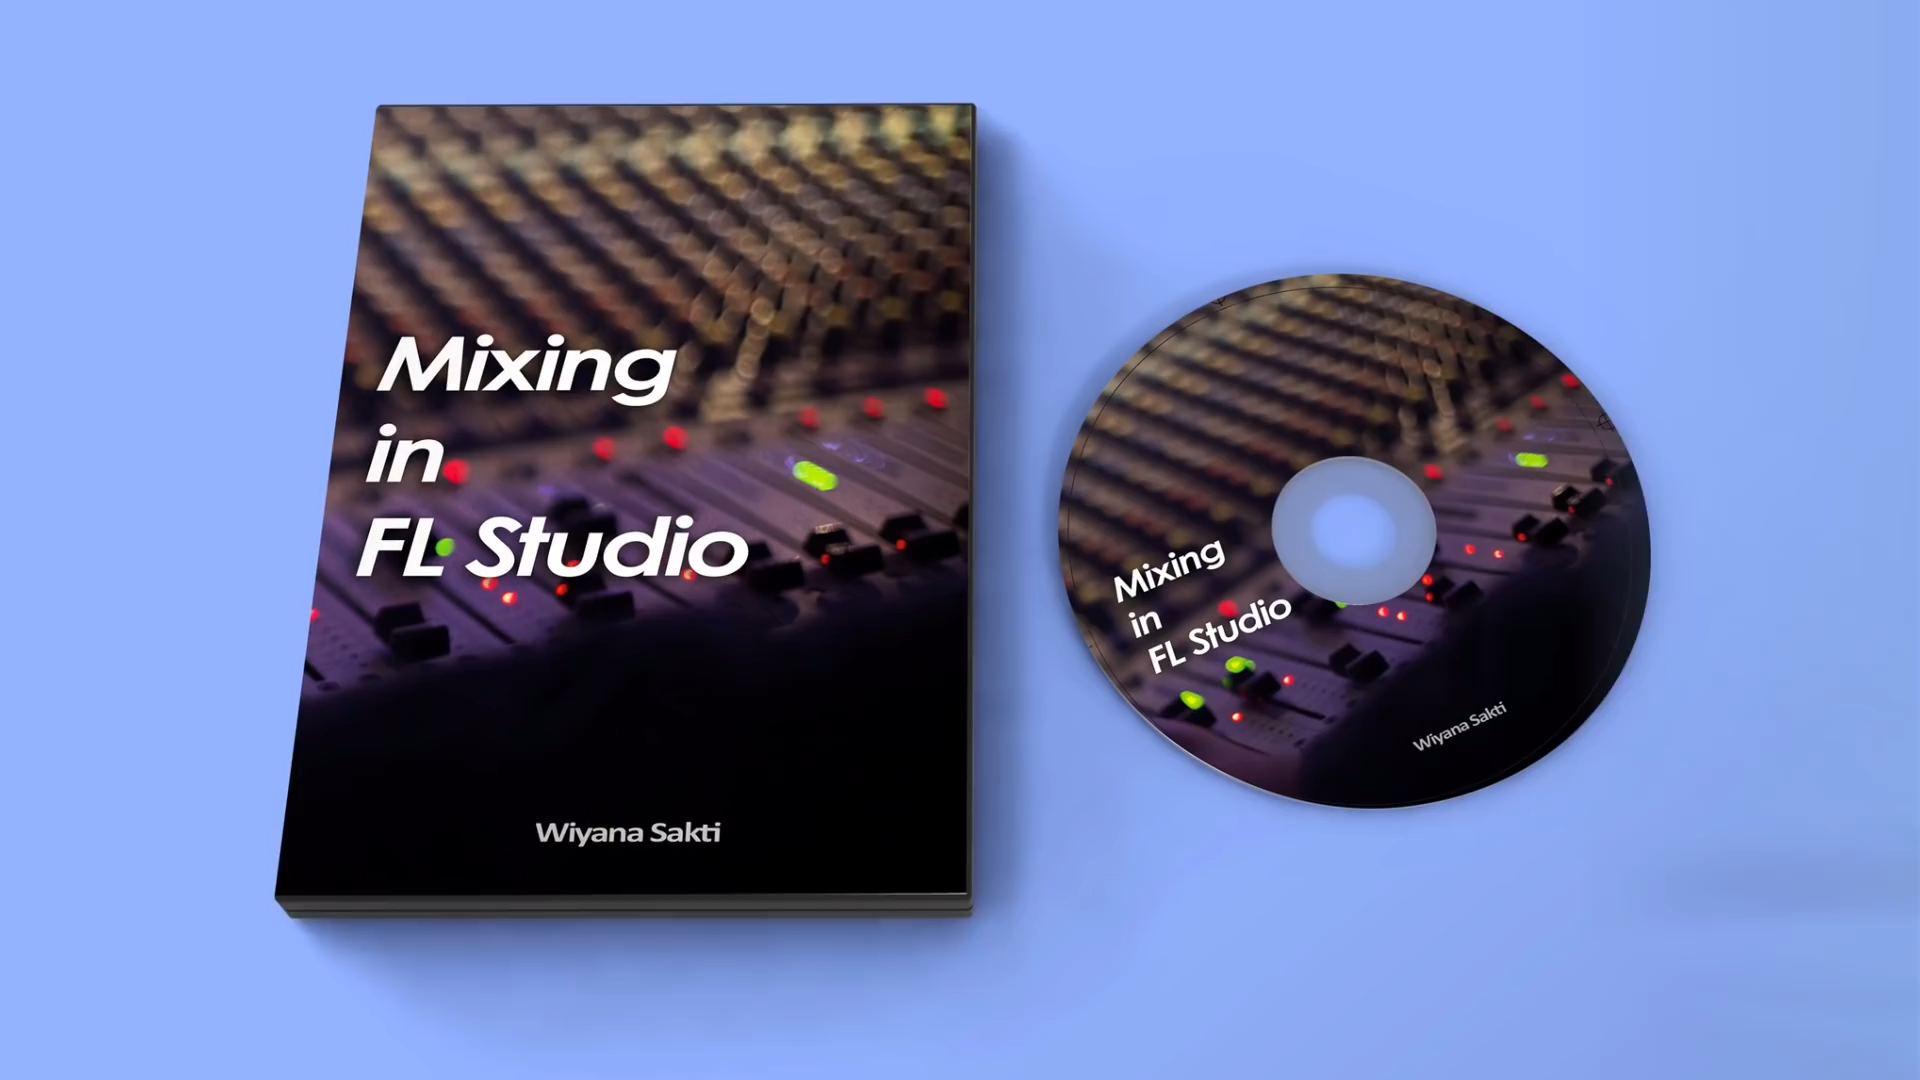 Mixing
in
FL Studio
Wiyana Sakti
Mixing
in
FL Studio
Wiyana Sakti